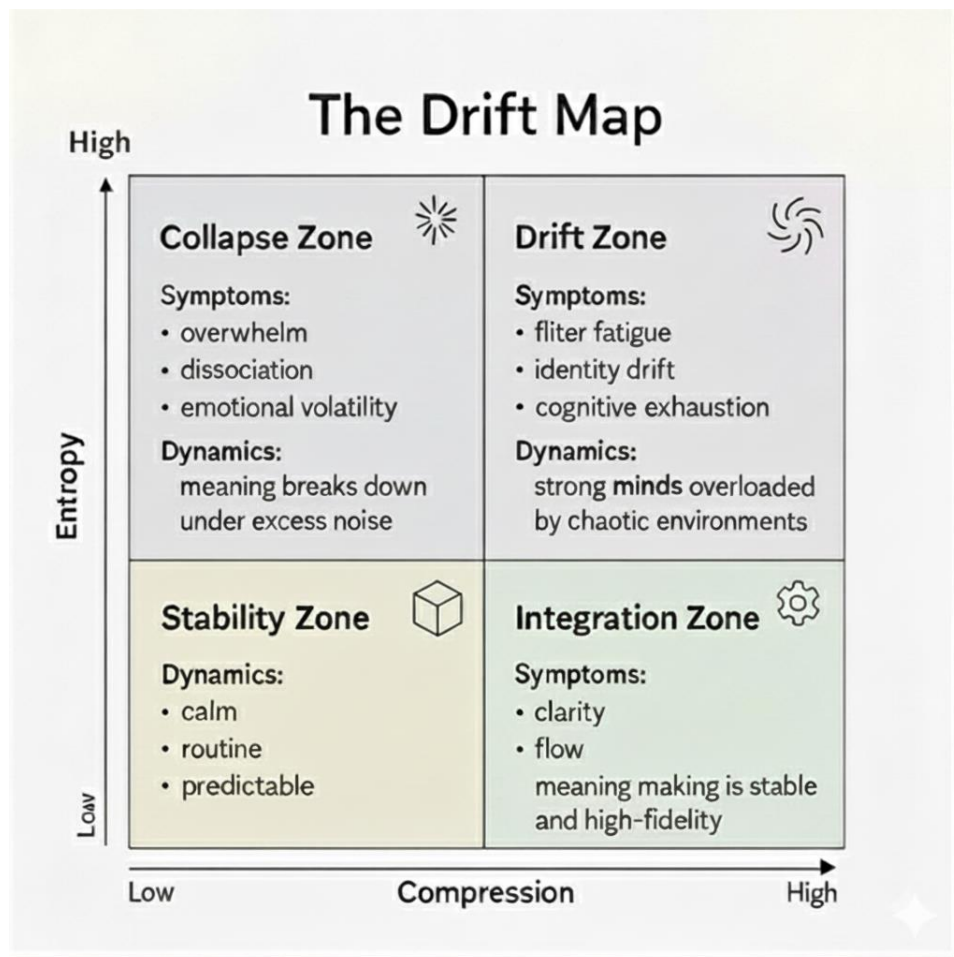 The Drift Map
High
Collapse Zone
Symptoms:
• overwhelm
• dissociation
• emotional volatility
Dynamics:
meaning breaks down
under excess noise
Drift Zone
Symptoms:
• fliter fatigue
• identity drift
• cognitive exhaustion
Dynamics:
strong minds overloaded
by chaotic environments
Entropy
Stability Zone
Dynamics:
• calm
• routine
• predictable
Integration Zone
Symptoms:
• clarity
• flow
meaning making is stable
and high-fidelity
Low
Compression
High